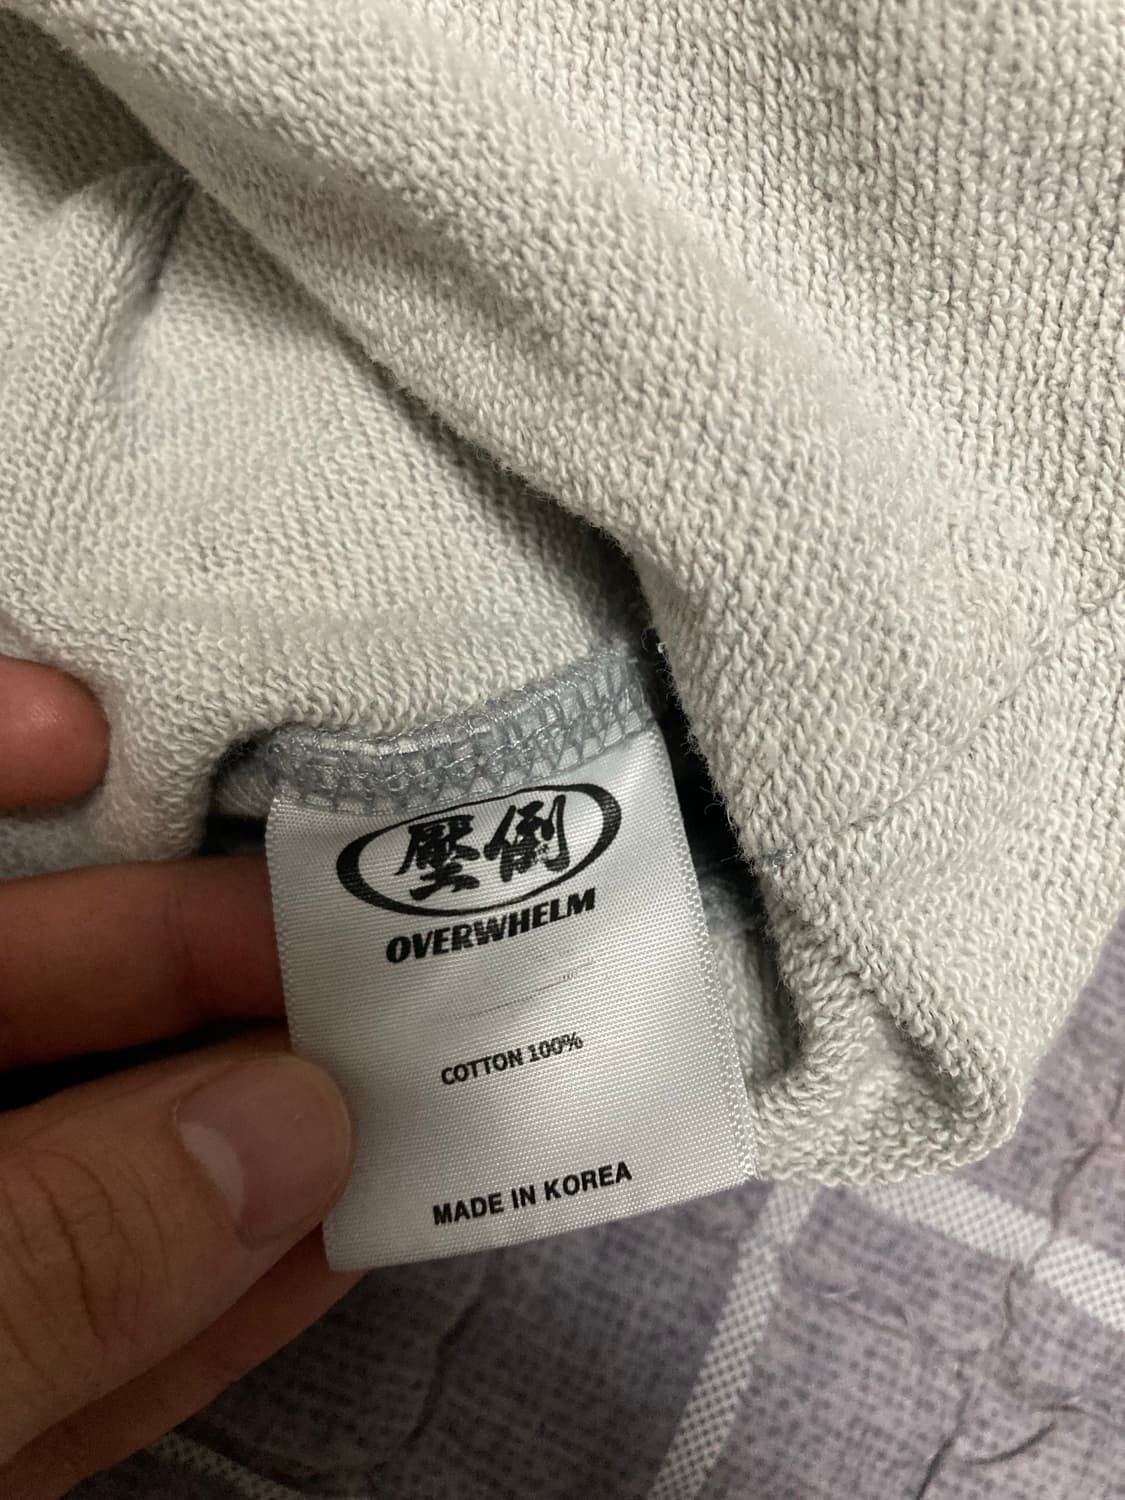 壓倒
OVERWHELM
COTTON 100%
MADE IN KOREA